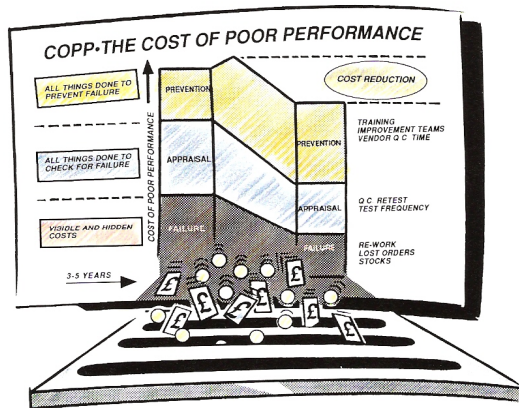 COPP•THE COST OF POOR PERFORMANCE
ALL THINGS DONE TO
PREVENT FAILURE
ALL THINGS DONE TO
CHECK FOR FAILURE
VISIBLE AND HIDDEN
COSTS
3-5 YEARS
COST OF POOR PERFORMANCE
PREVENTION
APPRAISAL
FAILURE
PREVENTION
APPRAISAL
FAILURE
COST REDUCTION
TRAINING
IMPROVEMENT TEAMS
VENDOR Q C TIME
Q C RETEST
TEST FREQUENCY
RE-WORK
LOST ORDERS
STOCKS
£
£
£
£
£
£
£
£